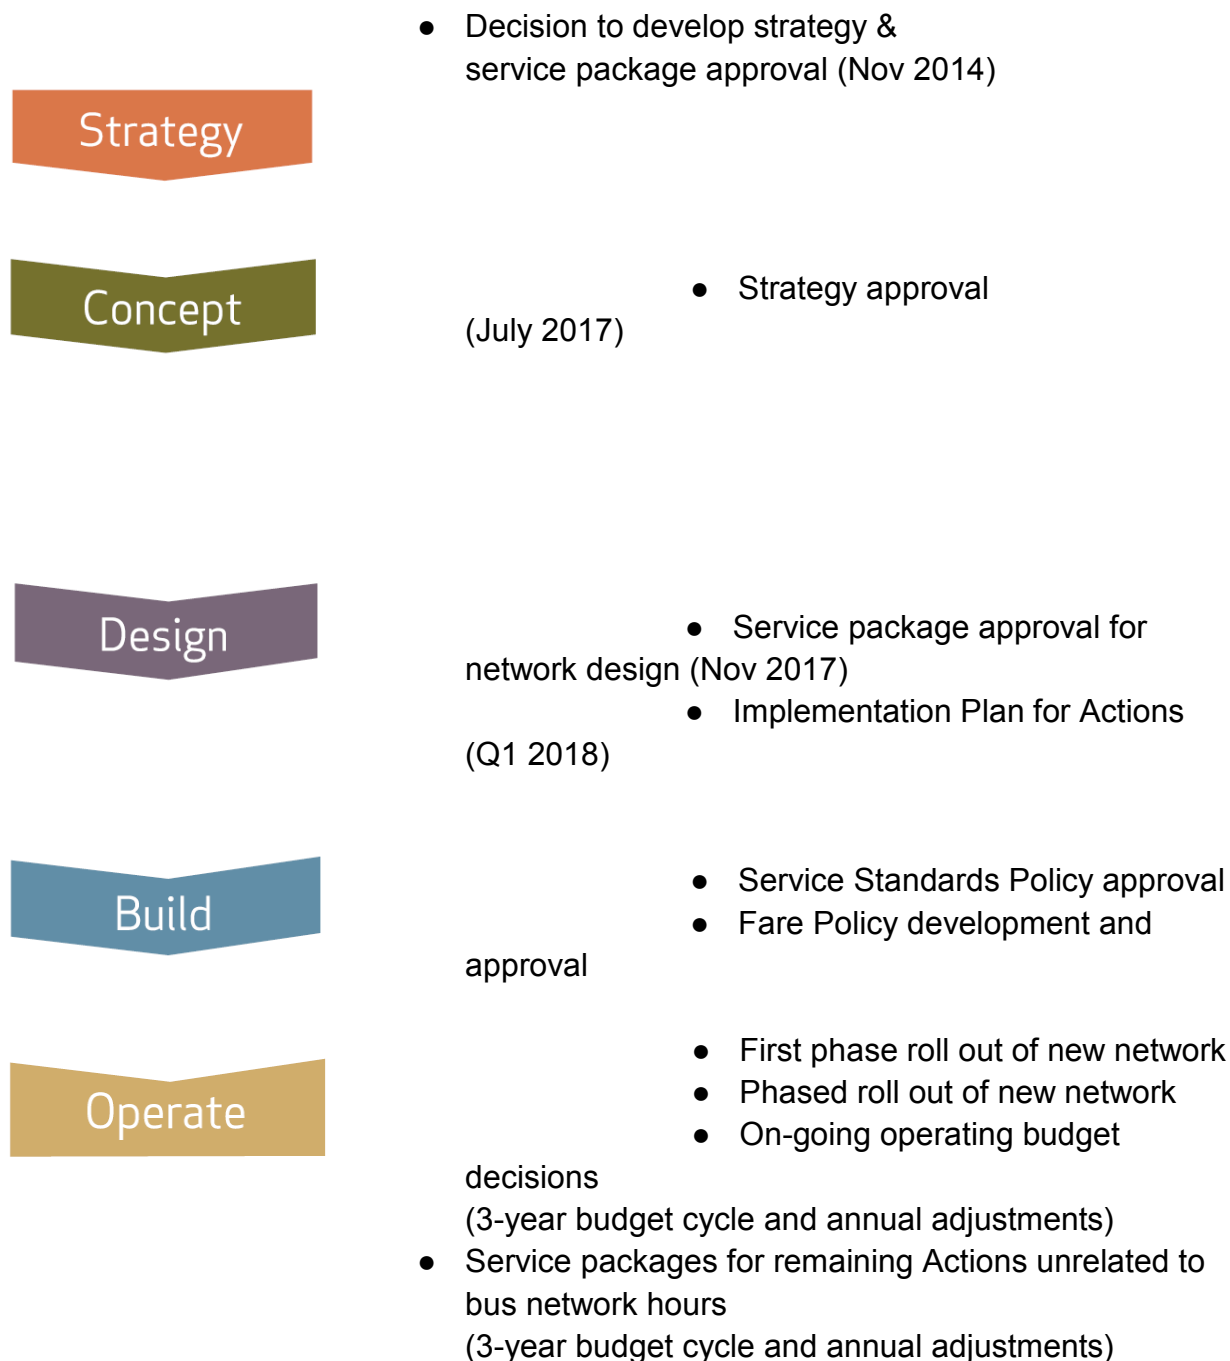 ● Decision to develop strategy &
service package approval (Nov 2014)
Strategy
Concept
● Strategy approval
(July 2017)
Design
● Service package approval for
network design (Nov 2017)
● Implementation Plan for Actions
(Q1 2018)
Build
● Service Standards Policy approval
● Fare Policy development and
approval
Operate
● First phase roll out of new network
● Phased roll out of new network
● On-going operating budget
decisions
(3-year budget cycle and annual adjustments)
● Service packages for remaining Actions unrelated to
bus network hours
(3-year budget cycle and annual adjustments)